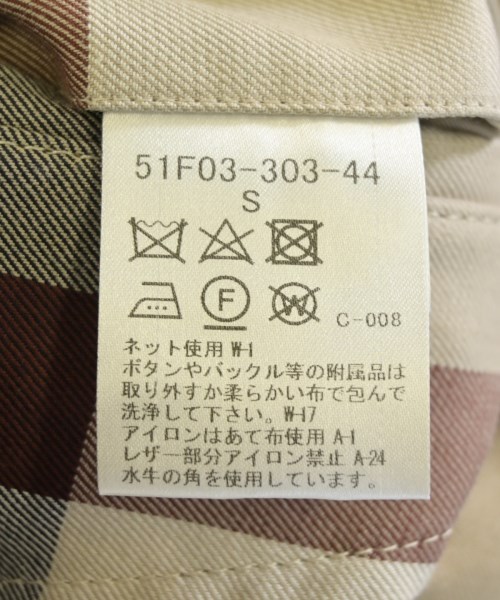 51F03-303-44
S
F W
C-008
ネット使用 W-1
ボタンやバックル等の附属品は
取り外すか柔らかい布で包んで
洗浄して下さい。W-17
アイロンはあて布使用 A-1
レザー部分アイロン禁止 A-24
水牛の角を使用しています。